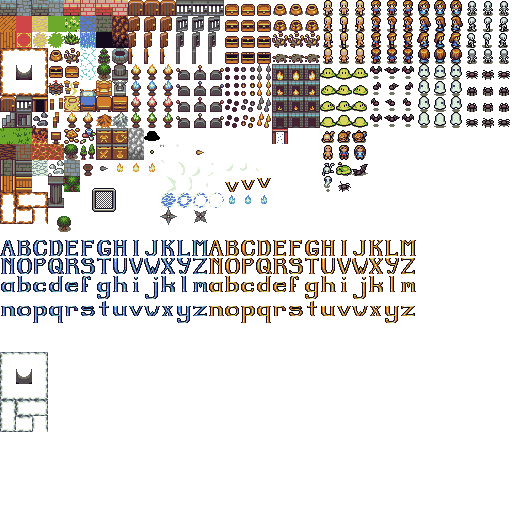 ABCDEFGHIJKLMABCDEFGHIJKLM
NOPQRSTUVWXYZNOPQRSTUVWXYZ
abcdefghijklmabcdefghijklm
nopqrstuvwxyznopqrstuvwxyz